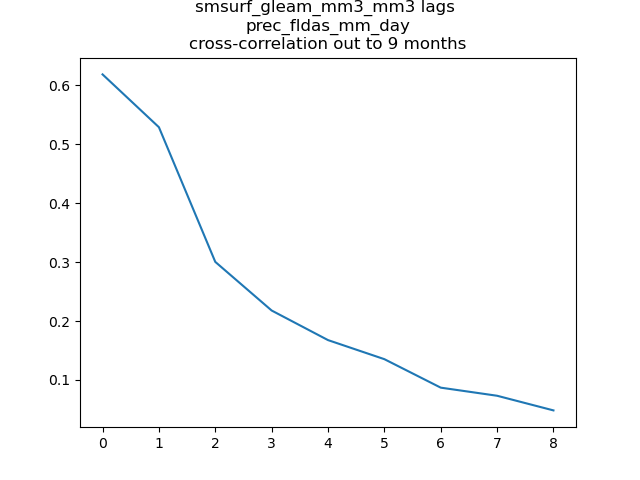 smsurf_gleam_mm3_mm3 lags
prec_fldas_mm_day
cross-correlation out to 9 months
0.6
0.5
0.4
0.3
0.2
0.1
0 1 2 3 4 5 6 7 8